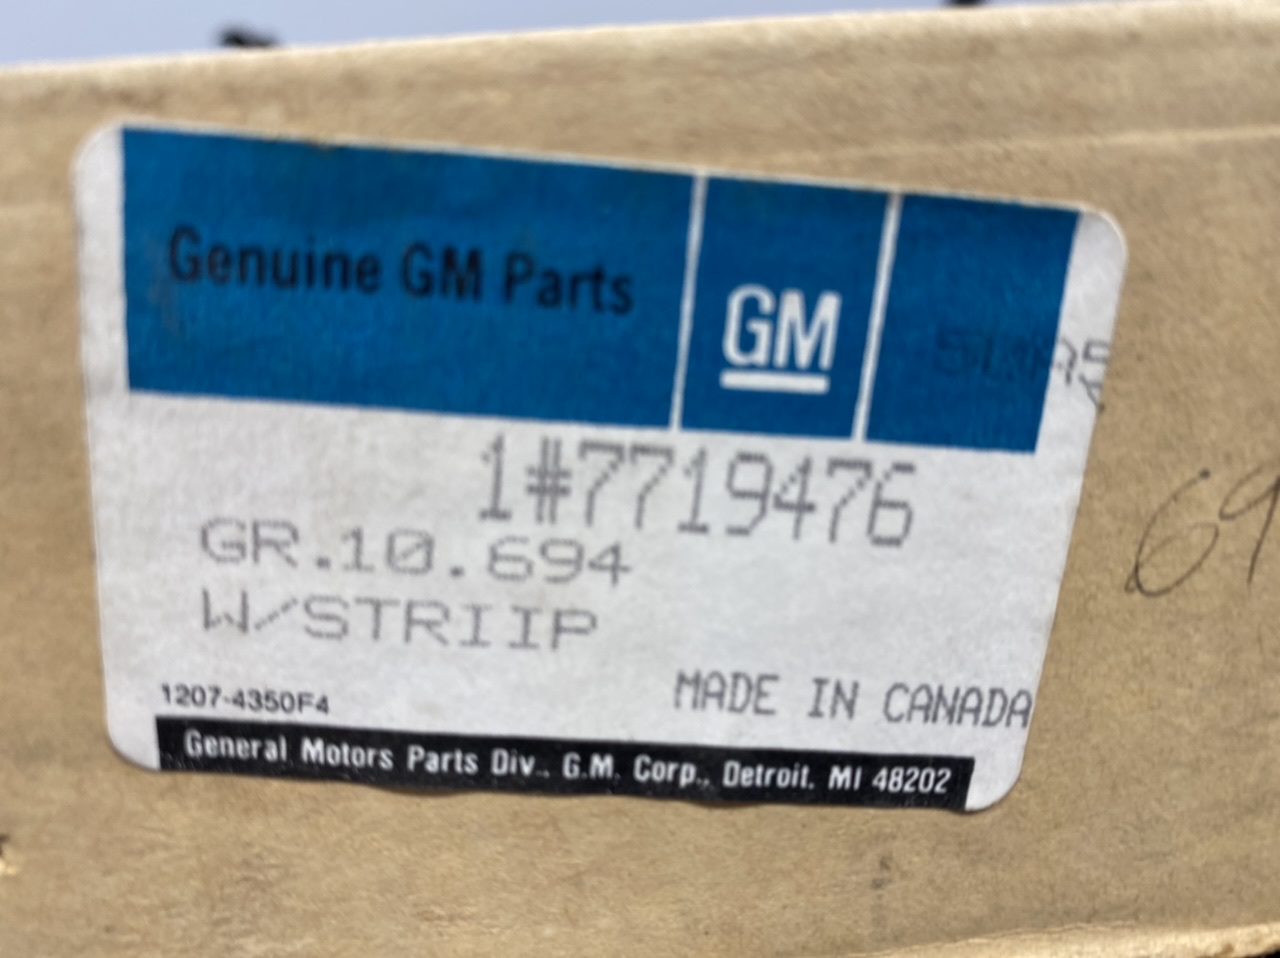 Genuine GM Parts
GM
1#7719476
GR.10.694
W/STRIIP
MADE IN CANADA
1207-4350F4
General Motors Parts Div., G.M. Corp., Detroit, MI 48202
69